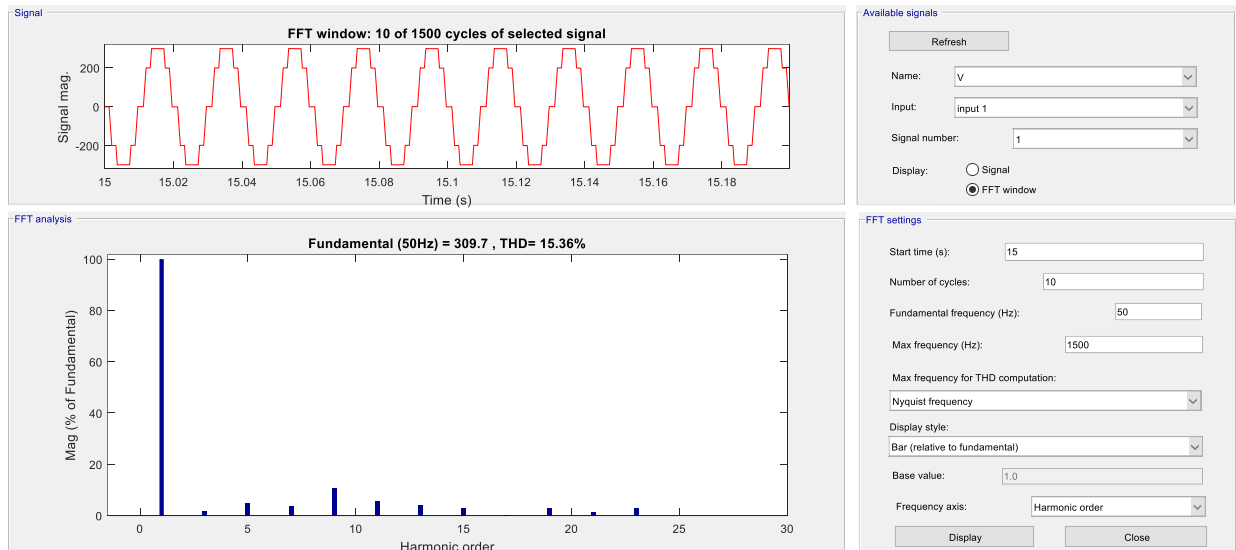 Signal
FFT window: 10 of 1500 cycles of selected signal
Signal mag.
200
0
-200
15
15.02
15.04
15.06
15.08
15.1
15.12
15.14
15.16
15.18
Time (s)
Available signals
Refresh
Name:
V
Input:
input 1
Signal number:
1
Display:
Signal
FFT window
FFT analysis
Fundamental (50Hz) = 309.7 , THD= 15.36%
Mag (% of Fundamental)
100
80
60
40
20
0
0
5
10
15
20
25
30
Harmonic order
FFT settings
Start time (s):
15
Number of cycles:
10
Fundamental frequency (Hz):
50
Max frequency (Hz):
1500
Max frequency for THD computation:
Nyquist frequency
Display style:
Bar (relative to fundamental)
Base value:
1.0
Frequency axis:
Harmonic order
Display
Close